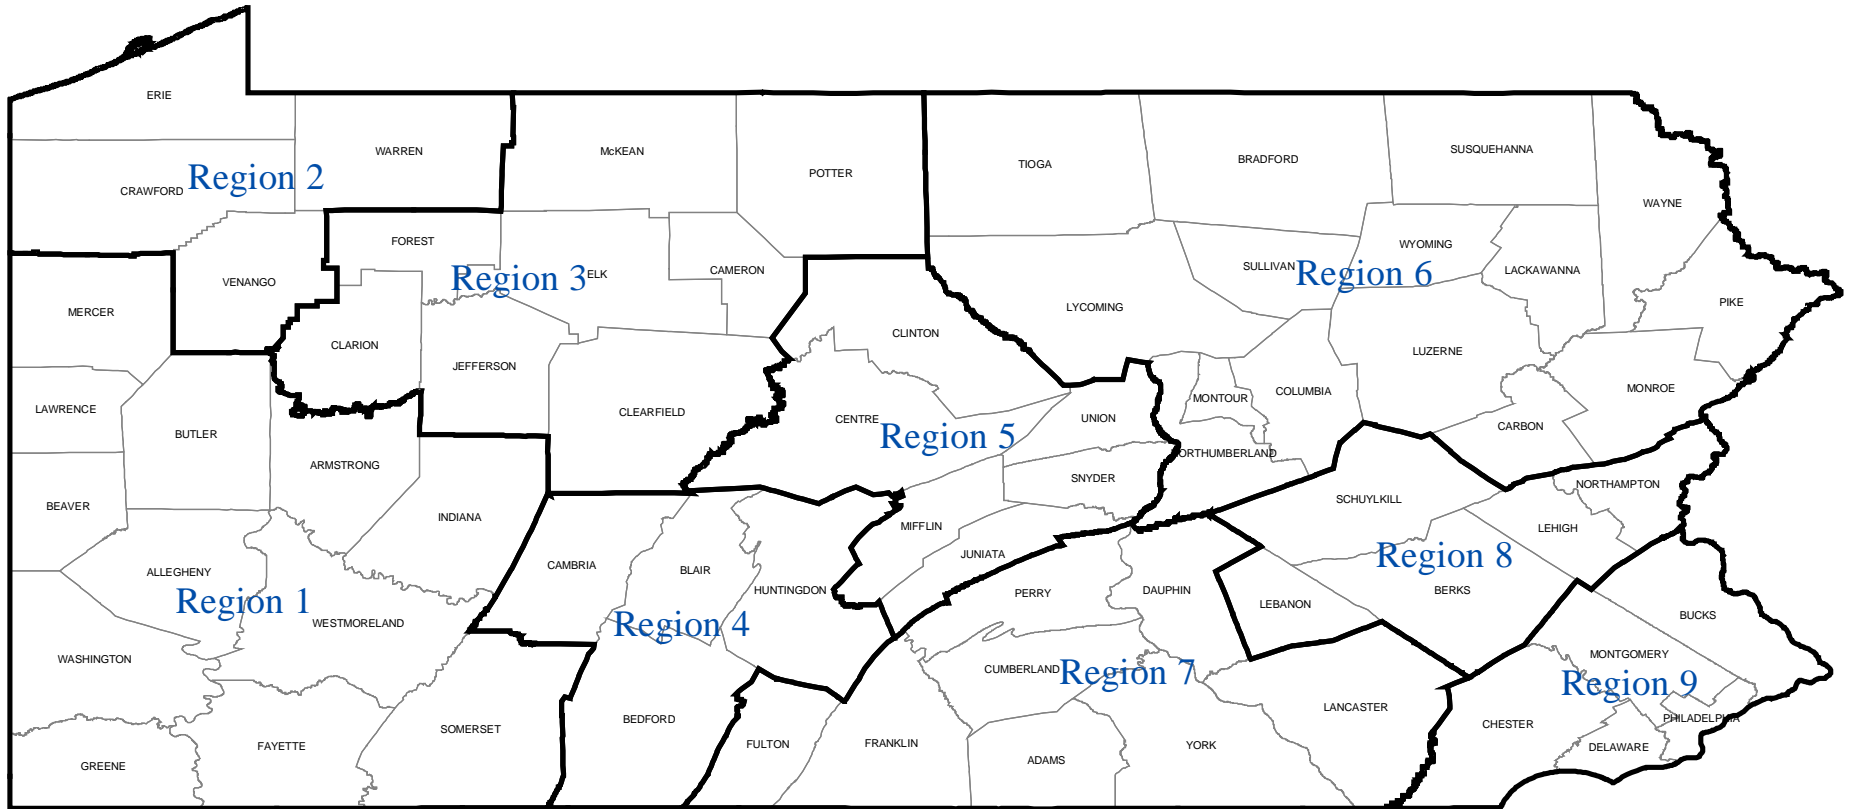 ERIE
WARREN
McKEAN
POTTER
TIOGA
BRADFORD
SUSQUEHANNA
WAYNE
CRAWFORD
Region 2
FOREST
VENANGO
Region 3
ELK
CAMERON
SULLIVAN
Region 6
WYOMING
LACKAWANNA
PIKE
MERCER
CLARION
JEFFERSON
CLINTON
LYCOMING
LUZERNE
MONROE
LAWRENCE
BUTLER
CLEARFIELD
CENTRE
Region 5
UNION
MONTOUR
COLUMBIA
CARBON
ARMSTRONG
ORTHUMBERLAND
SNYDER
BEAVER
INDIANA
MIFFLIN
SCHUYLKILL
NORTHAMPTON
LEHIGH
JUNIATA
ALLEGHENY
Region 1
WESTMORELAND
CAMBRIA
BLAIR
HUNTINGDON
Region 4
PERRY
DAUPHIN
LEBANON
Region 8
BERKS
BUCKS
WASHINGTON
CUMBERLAND
Region 7
MONTGOMERY
Region 9
GREENE
FAYETTE
SOMERSET
BEDFORD
FULTON
FRANKLIN
ADAMS
YORK
LANCASTER
CHESTER
PHILADELPHIA
DELAWARE